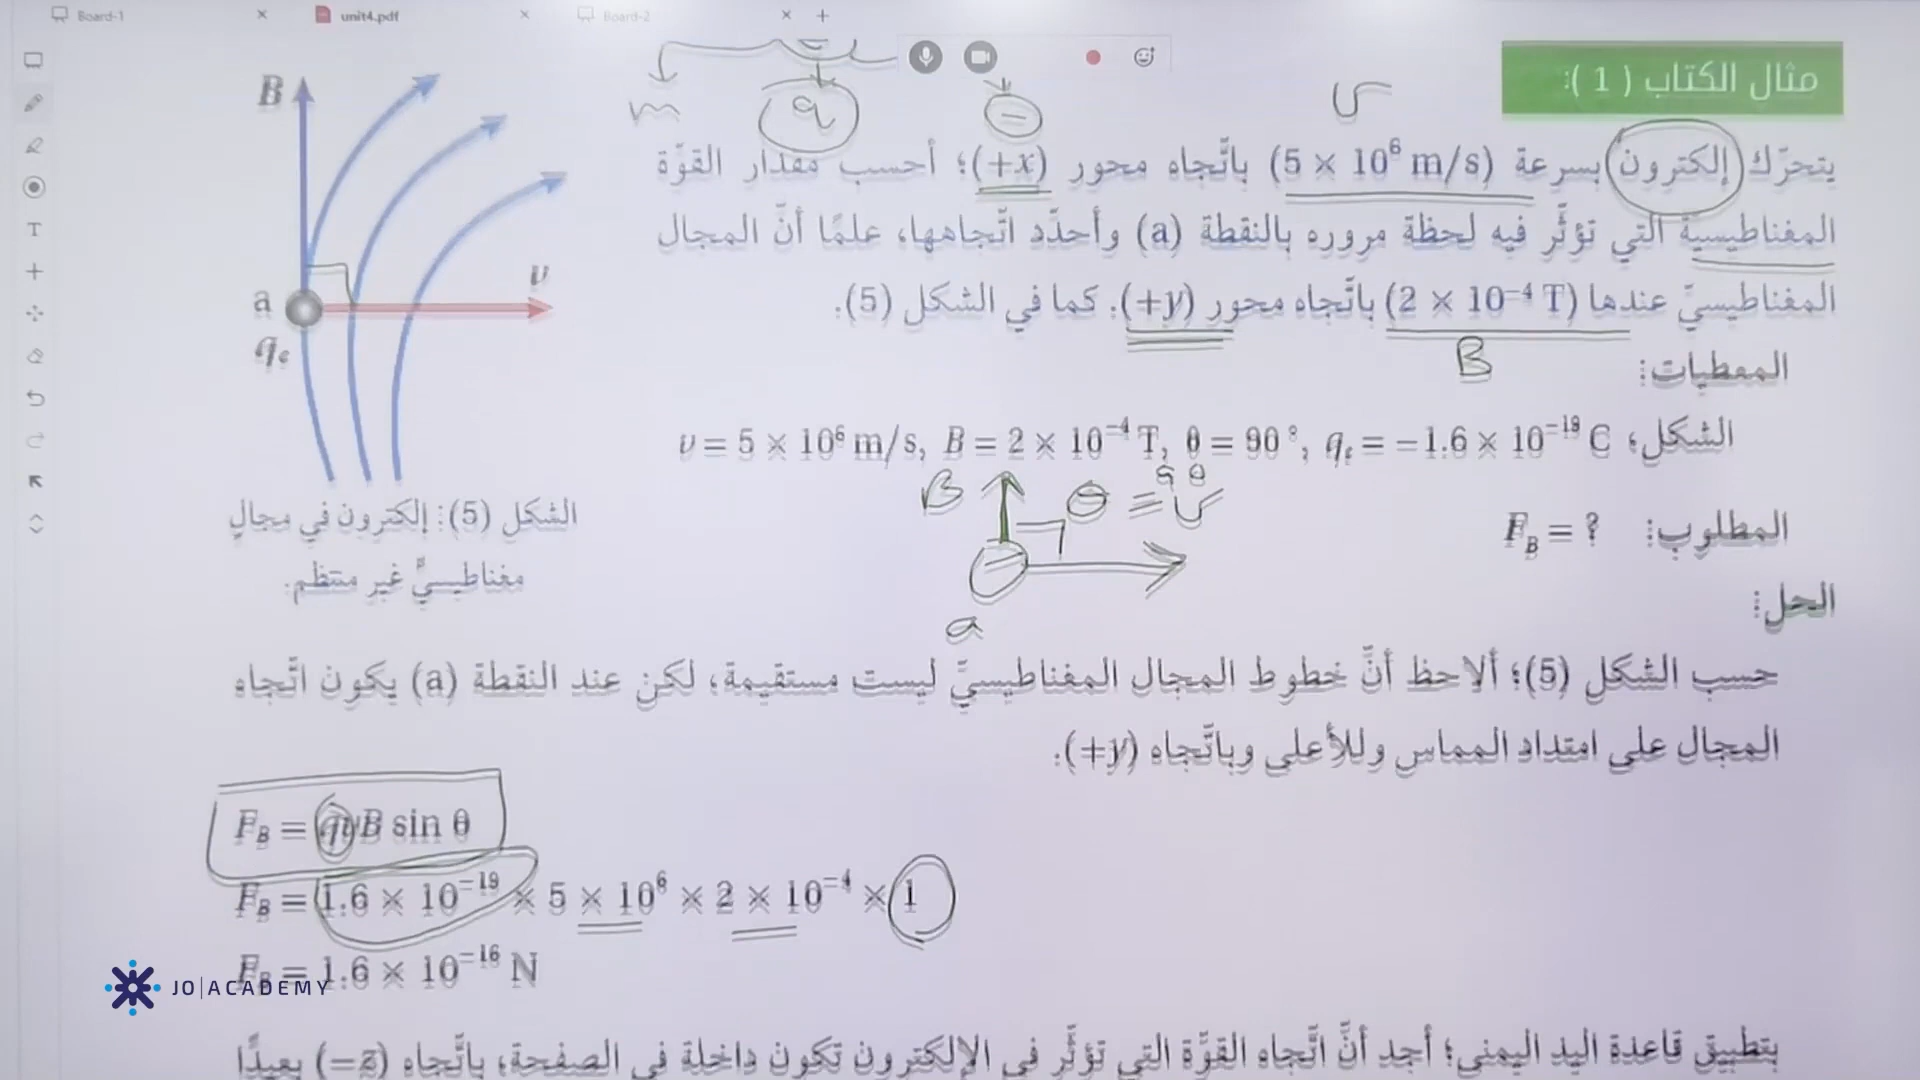 Board-1
unit4.pdf
Board-2
مثال الكتاب ( 1 ):
m
q
−
v
يتحرّك إلكترون بسرعة (5 × 10⁶ m/s) باتّجاه محور (+x)؛ أحسب مقدار القوّة
المغناطيسيّة التي تؤثّر فيه لحظة مروره بالنقطة (a) وأحدّد اتّجاهها، علمًا أنّ المجال
المغناطيسيّ عندها (2 × 10⁻⁴ T) باتّجاه محور (+y). كما في الشكل (5).
B
B
v
a
qₑ
الشكل (5): إلكترون في مجالٍ
مغناطيسيٍّ غير منتظم.
المعطيات:
الشكل، v = 5 × 10⁶ m/s, B = 2 × 10⁻⁴ T, θ = 90°, qₑ = −1.6 × 10⁻¹⁹ C
B θ = 90 v
a
المطلوب: F_B = ?
الحل:
حسب الشكل (5)؛ ألاحظ أنَّ خطوط المجال المغناطيسيِّ ليست مستقيمة، لكن عند النقطة (a) يكون اتّجاه
المجال على امتداد المماس وللأعلى وباتّجاه (+y).
F_B = qvB sin θ
F_B = 1.6 × 10⁻¹⁹ × 5 × 10⁶ × 2 × 10⁻⁴ × 1
F_B = 1.6 × 10⁻¹⁶ N
JO|ACADEMY
بتطبيق قاعدة اليد اليمنى؛ أجد أنَّ اتّجاه القوّة التي تؤثّر في الإلكترون تكون داخلة في الصفحة، باتّجاه (−z) بعيدًا